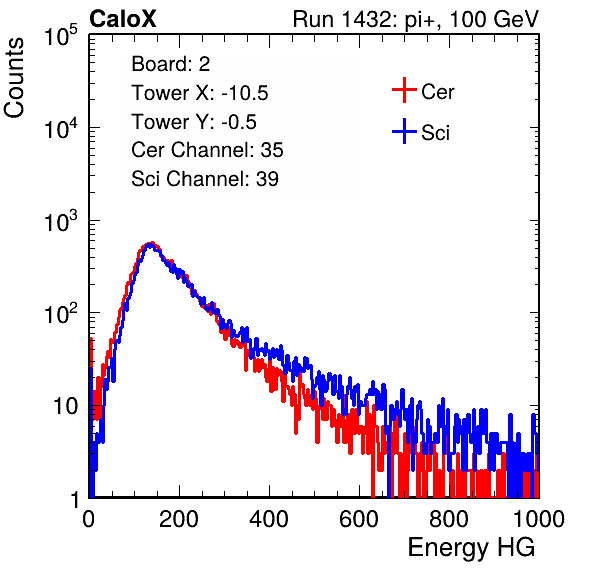 CaloX Run 1432: pi+, 100 GeV
Counts
10^5
10^4
10^3
10^2
10
1
Board: 2
Tower X: -10.5
Tower Y: -0.5
Cer Channel: 35
Sci Channel: 39
Cer
Sci
0 200 400 600 800 1000
Energy HG